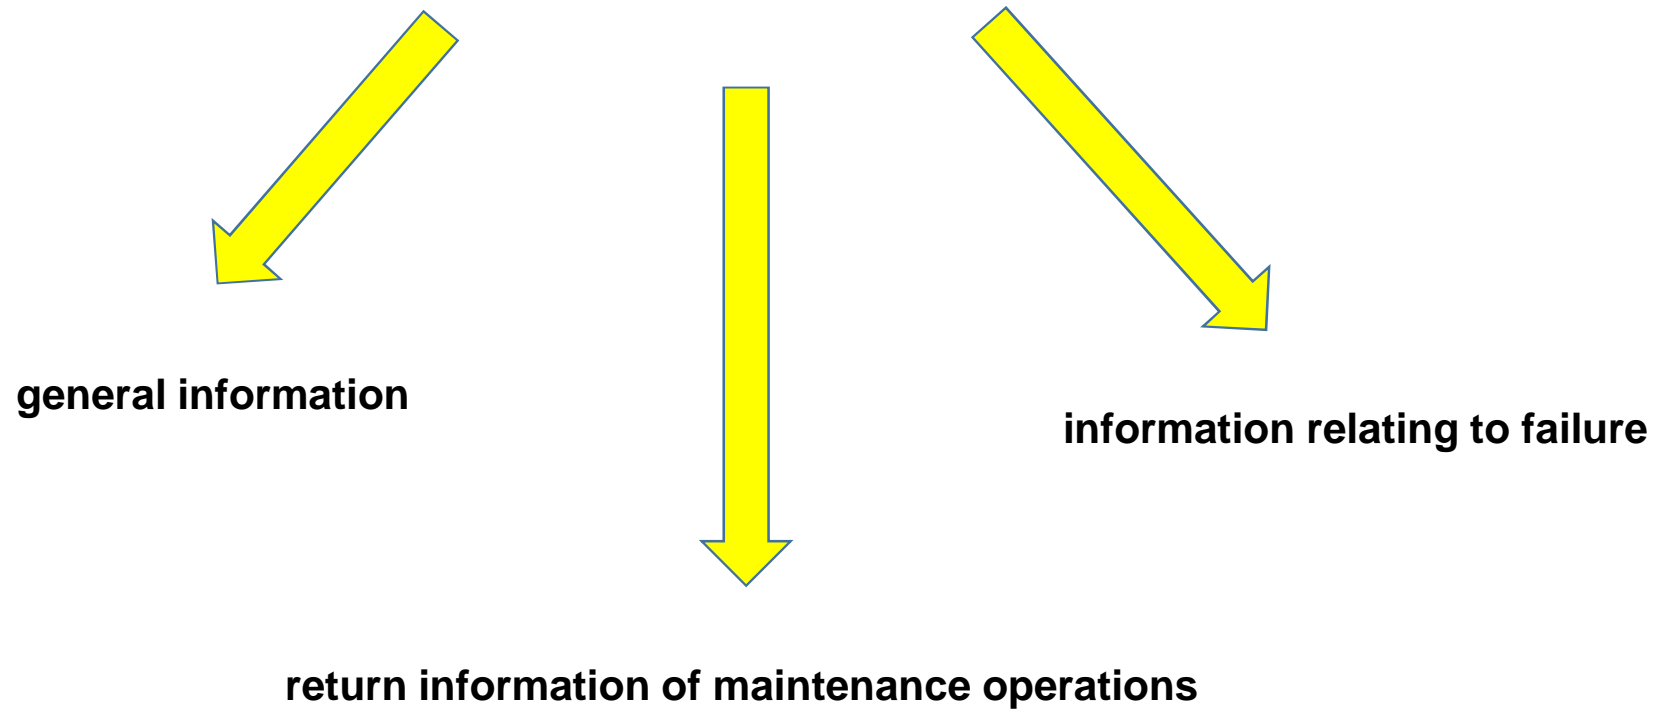 general information
information relating to failure
return information of maintenance operations